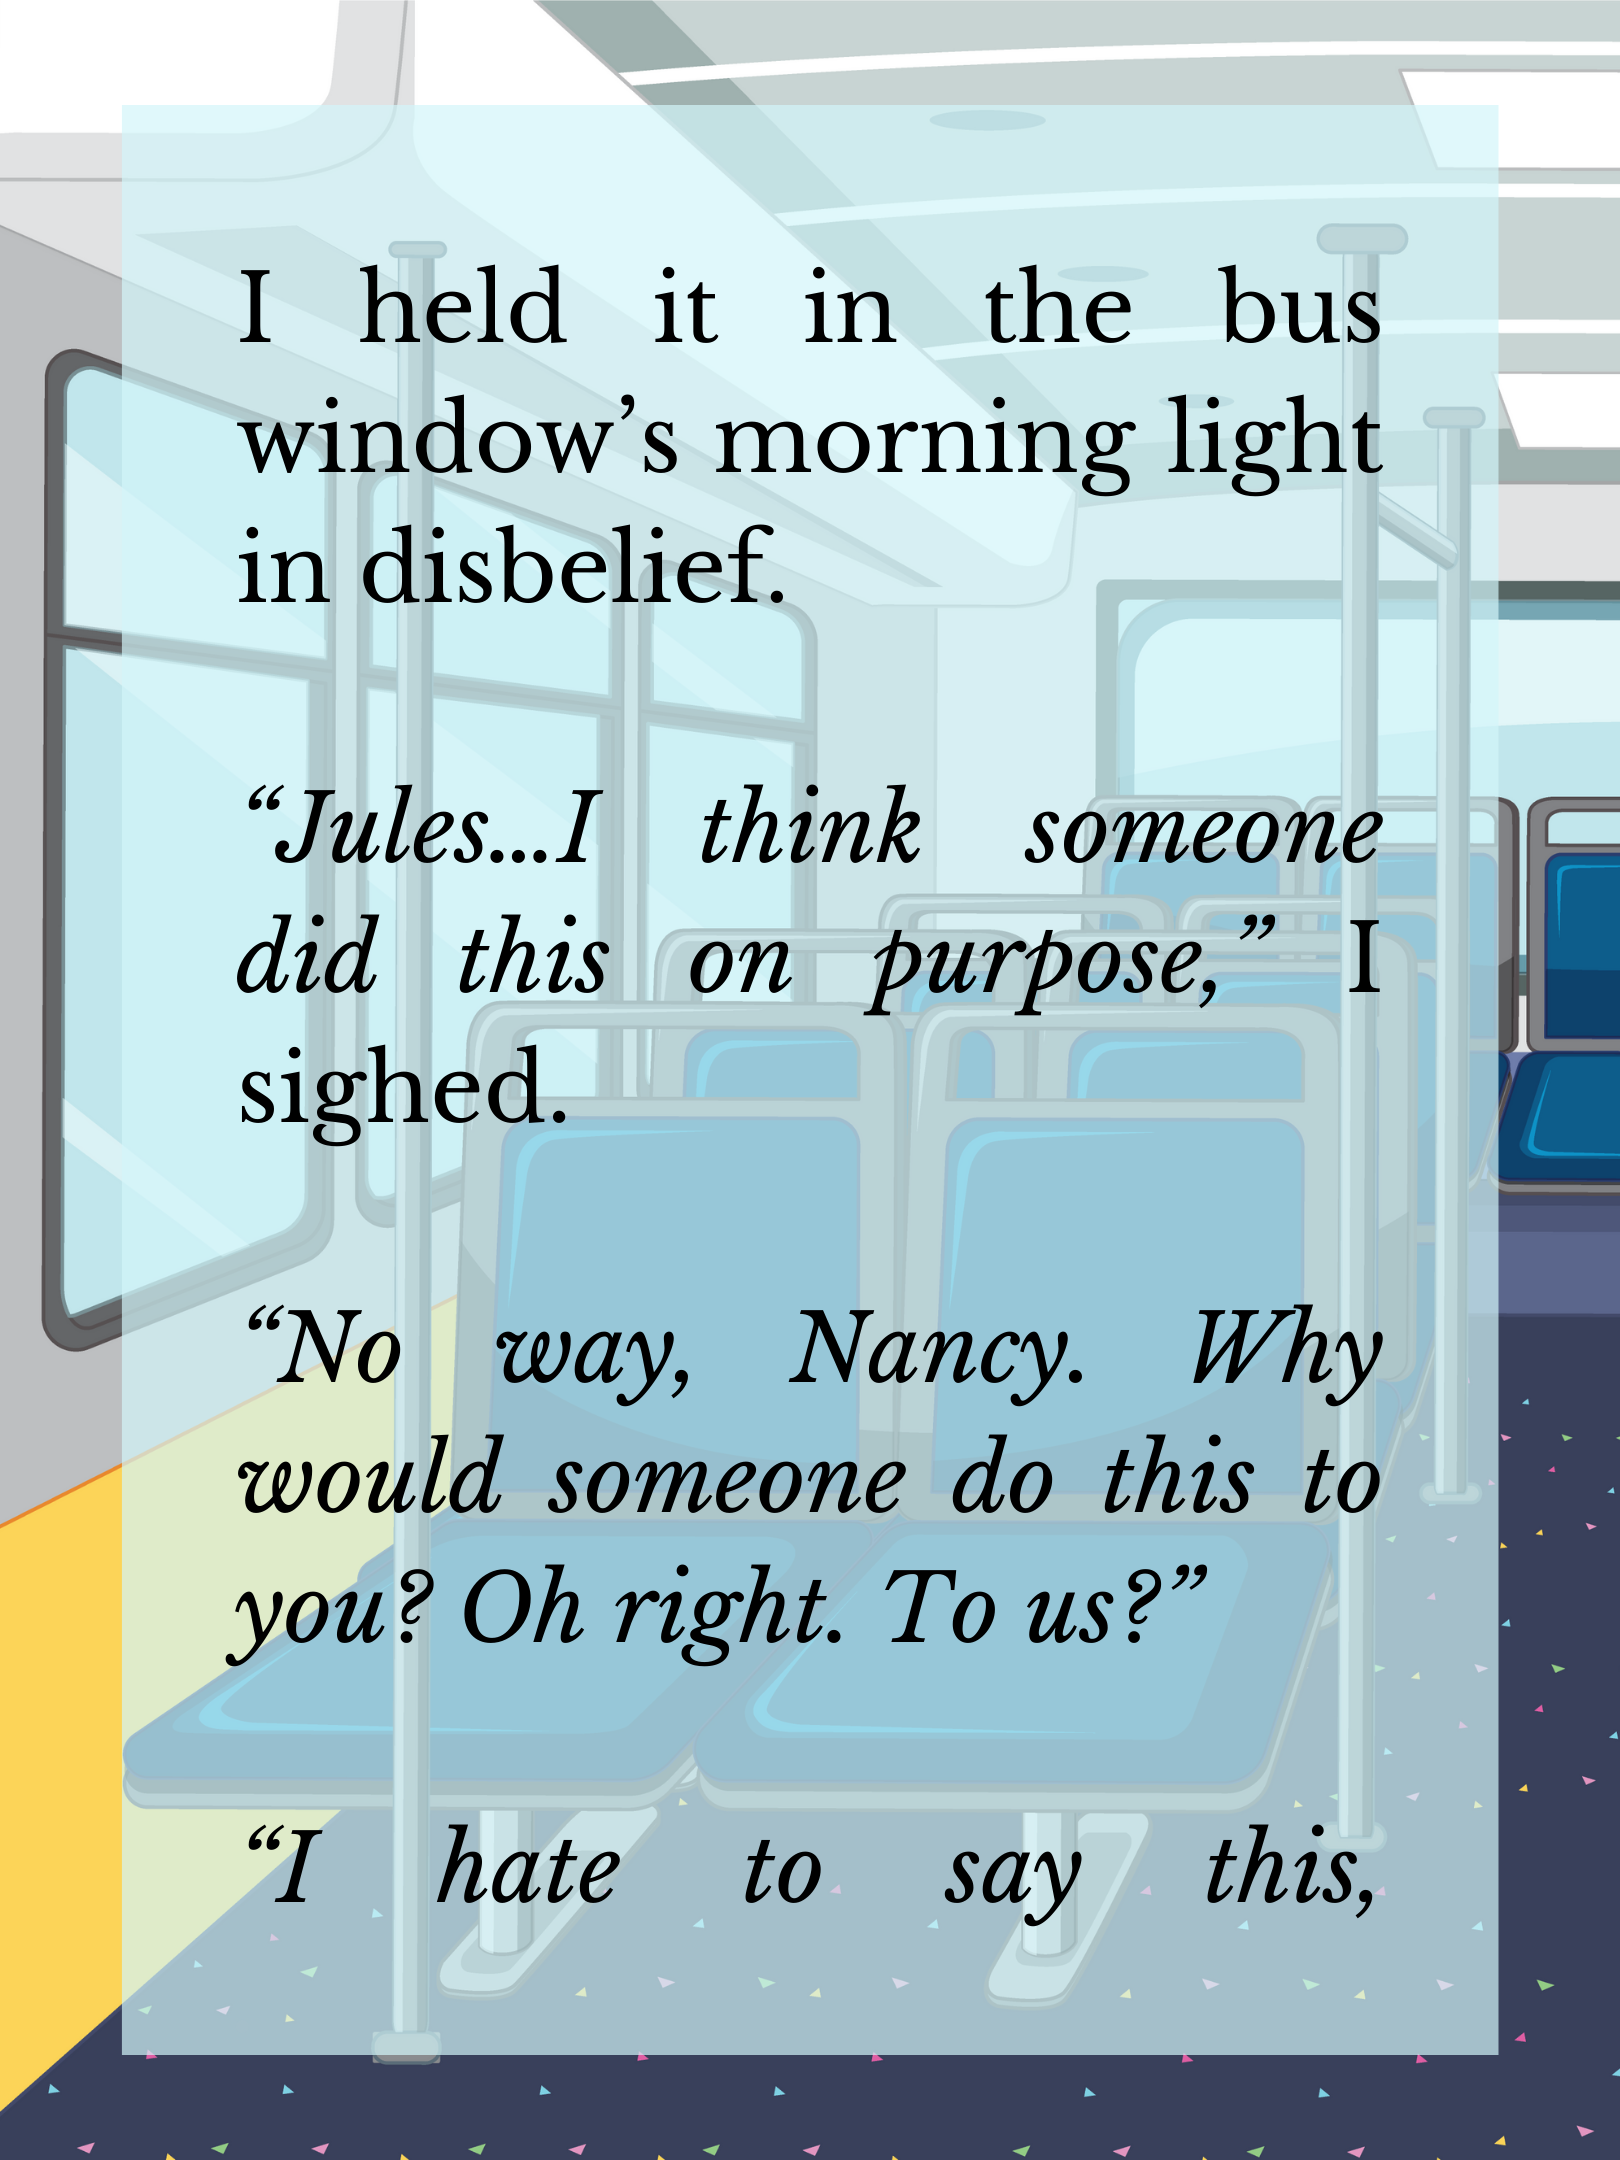 I held it in the bus
window’s morning light
in disbelief.
“Jules...I think someone
did this on purpose,” I
sighed.
“No way, Nancy. Why
would someone do this to
you? Oh right. To us?”
“I hate to say this,